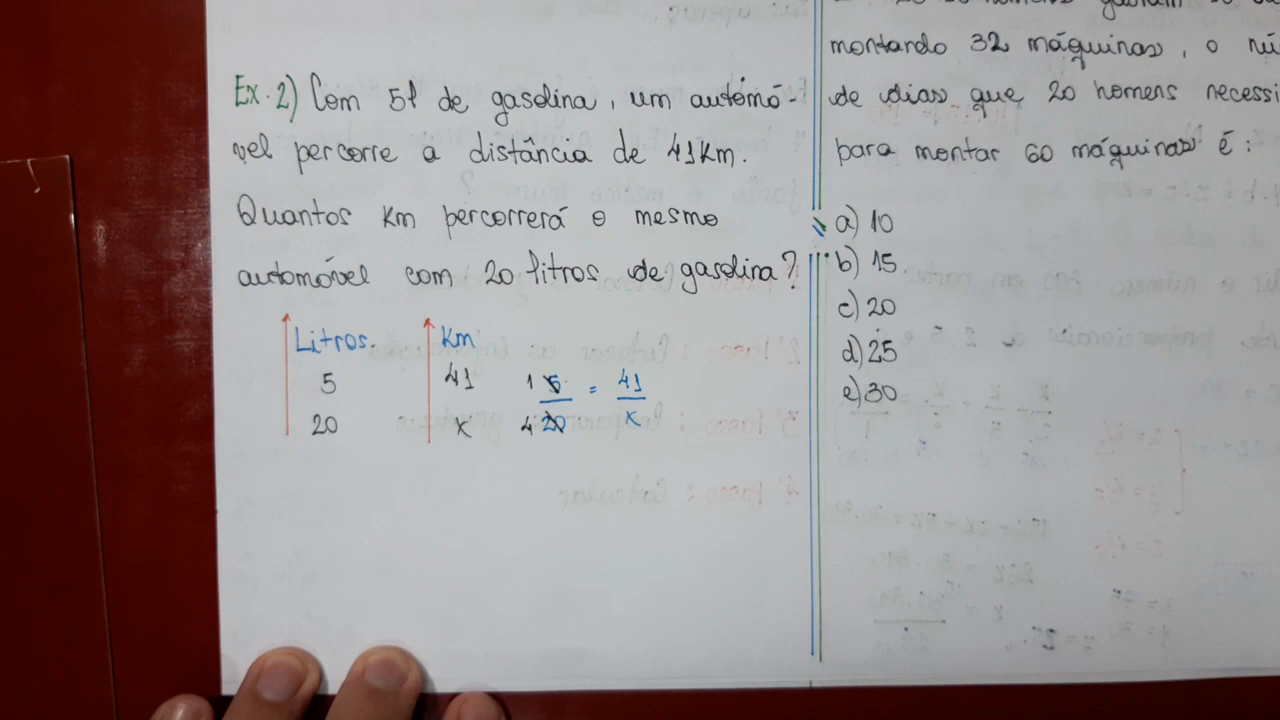 Ex. 2) Com 5l de gasolina, um automó-
vel percorre a distância de 41Km.
Quantos Km percorrerá o mesmo
automóvel com 20 litros de gasolina?
Litros. Km
5 41 1 5 = 41
20 x 4 20 x
montando 32 máquinas, o nú
de dias que 20 homens necessi
para montar 60 máquinas é:
a) 10
b) 15
c) 20
d) 25
e) 30